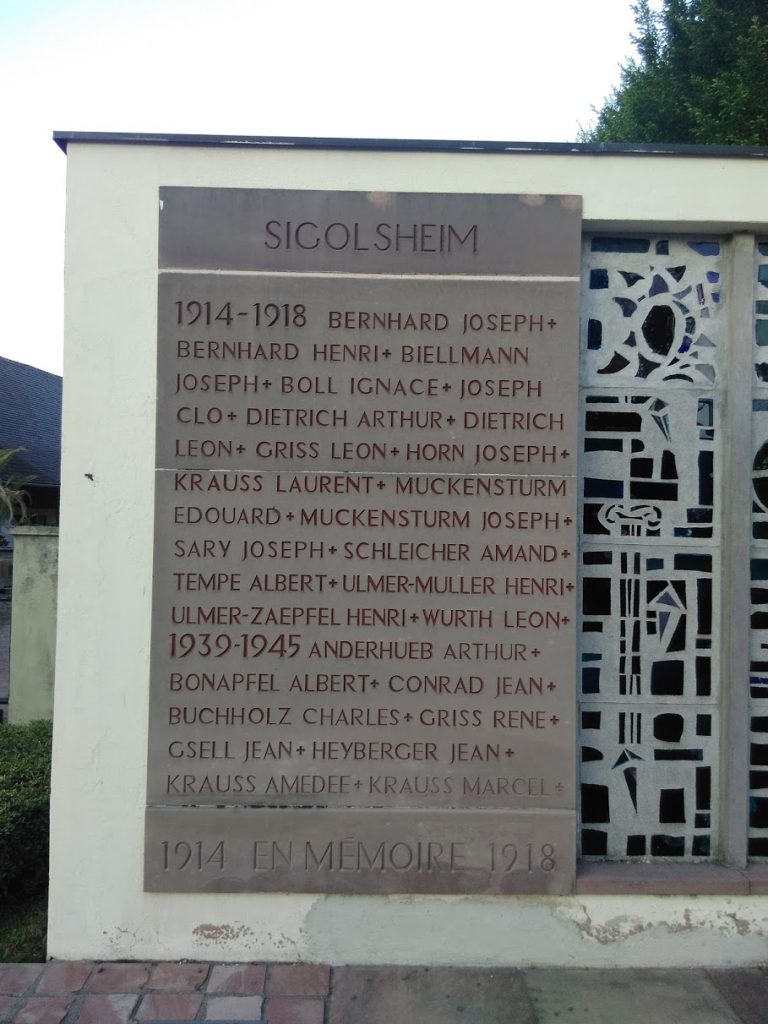 SIGOLSHEIM
1914-1918 BERNHARD JOSEPH+
BERNHARD HENRI+ BIELLMANN
JOSEPH+ BOLL IGNACE+ JOSEPH
CLO+ DIETRICH ARTHUR+ DIETRICH
LEON+ GRISS LEON+ HORN JOSEPH+
KRAUSS LAURENT+ MUCKENSTURM
EDOUARD+ MUCKENSTURM JOSEPH+
SARY JOSEPH+ SCHLEICHER AMAND+
TEMPE ALBERT+ ULMER-MULLER HENRI+
ULMER-ZAEPFEL HENRI+ WURTH LEON+
1939-1945 ANDERHUEB ARTHUR+
BONAPFEL ALBERT+ CONRAD JEAN+
BUCHHOLZ CHARLES+ GRISS RENE+
GSELL JEAN+ HEYBERGER JEAN+
KRAUSS AMEDEE+ KRAUSS MARCEL+
1914 EN MÉMOIRE 1918